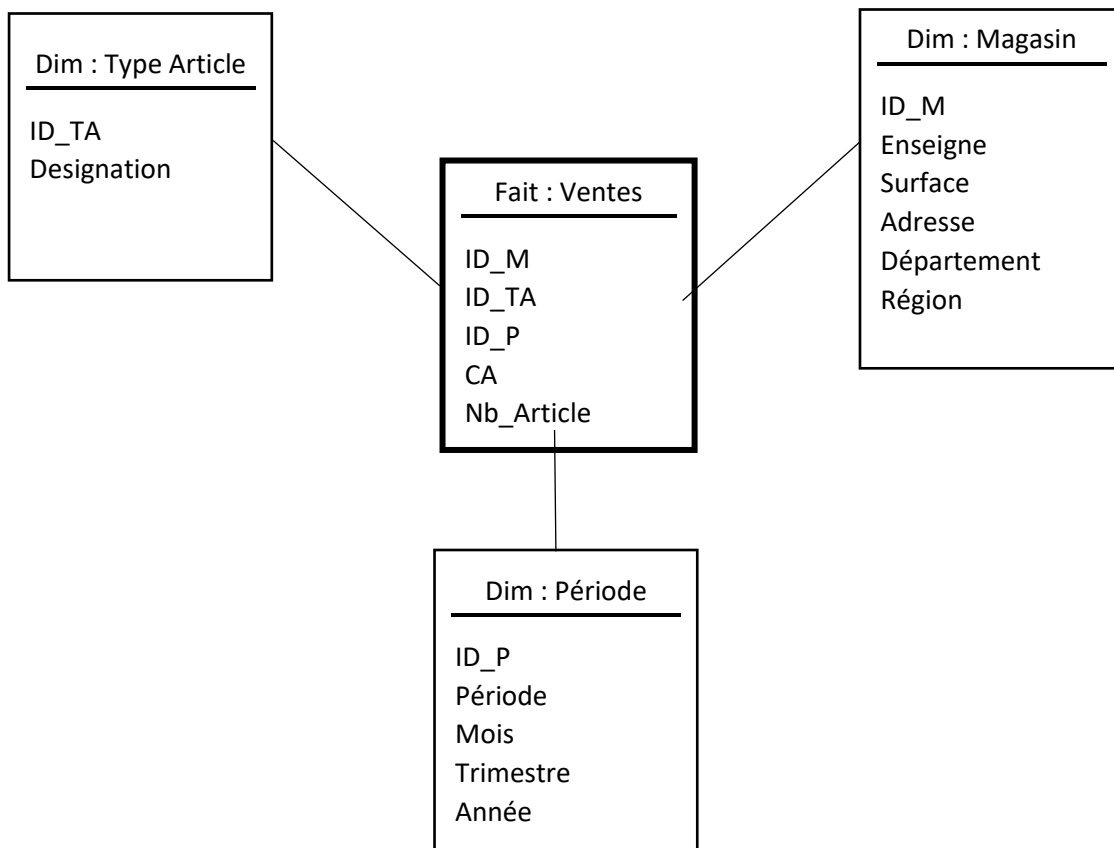 Dim : Type Article
ID_TA
Designation
Dim : Magasin
ID_M
Enseigne
Surface
Adresse
Département
Région
Fait : Ventes
ID_M
ID_TA
ID_P
CA
Nb_Article
Dim : Période
ID_P
Période
Mois
Trimestre
Année